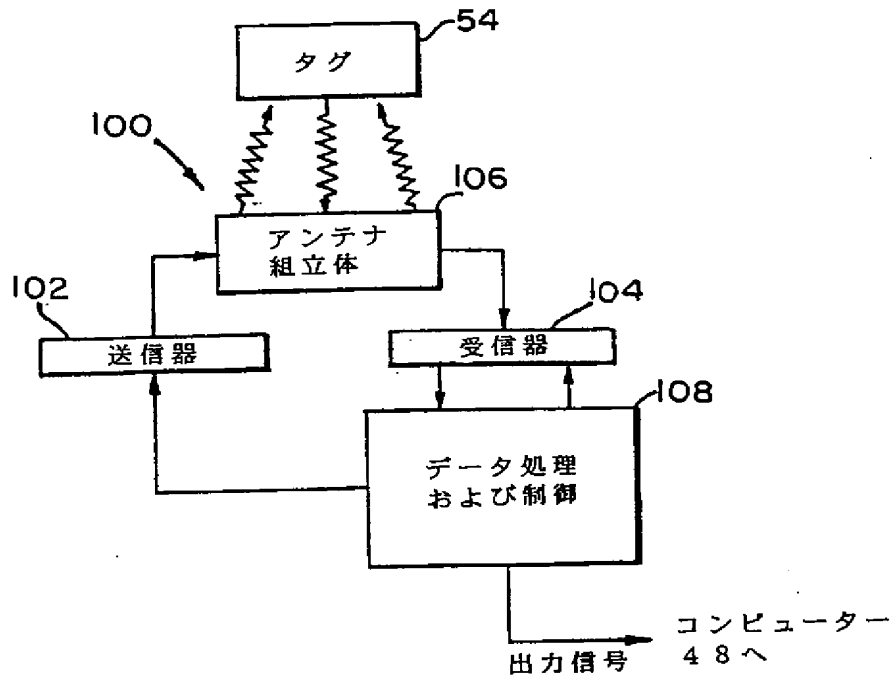 54
タグ
100
106
アンテナ
組立体
102
104
送信器
受信器
108
データ処理
および制御
コンピューター
48へ
出力信号